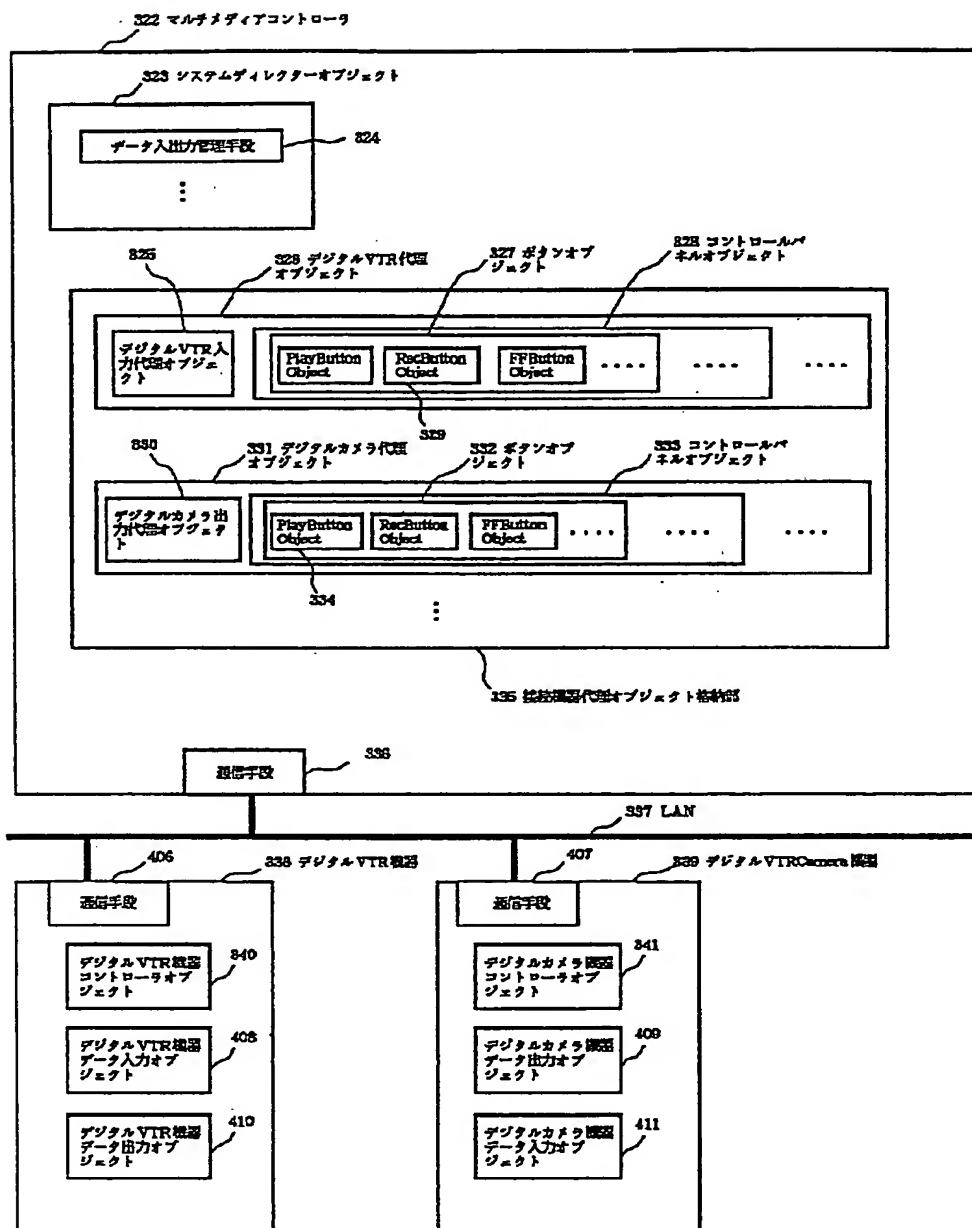 322 マルチメディアコントローラ
323 システムディレクターオブジェクト
データ入出力管理手段
324
325
326 デジタルVTR代理
オブジェクト
327 ボタンオブ
ジェクト
328 コントロールパ
ネルオブジェクト
デジタルVTR入
力代理オブジェ
クト
PlayButton
Object
RecButton
Object
FFButton
Object
329
330
331 デジタルカメラ代理
オブジェクト
332 ボタンオブ
ジェクト
333 コントロールパ
ネルオブジェクト
デジタルカメラ出
力代理オブジェク
ト
PlayButton
Object
RecButton
Object
FFButton
Object
334
335 接続機器代理オブジェクト格納部
通信手段
336
337 LAN
406
338 デジタルVTR機器
407
339 デジタルVTRCamera機器
通信手段
通信手段
デジタルVTR機器
コントローラオブ
ジェクト
340
デジタルカメラ機器
コントローラオブ
ジェクト
341
デジタルVTR機器
データ入力オブ
ジェクト
408
デジタルカメラ機器
データ出力オブ
ジェクト
409
デジタルVTR機器
データ出力オブ
ジェクト
410
デジタルカメラ機器
データ入力オブ
ジェクト
411